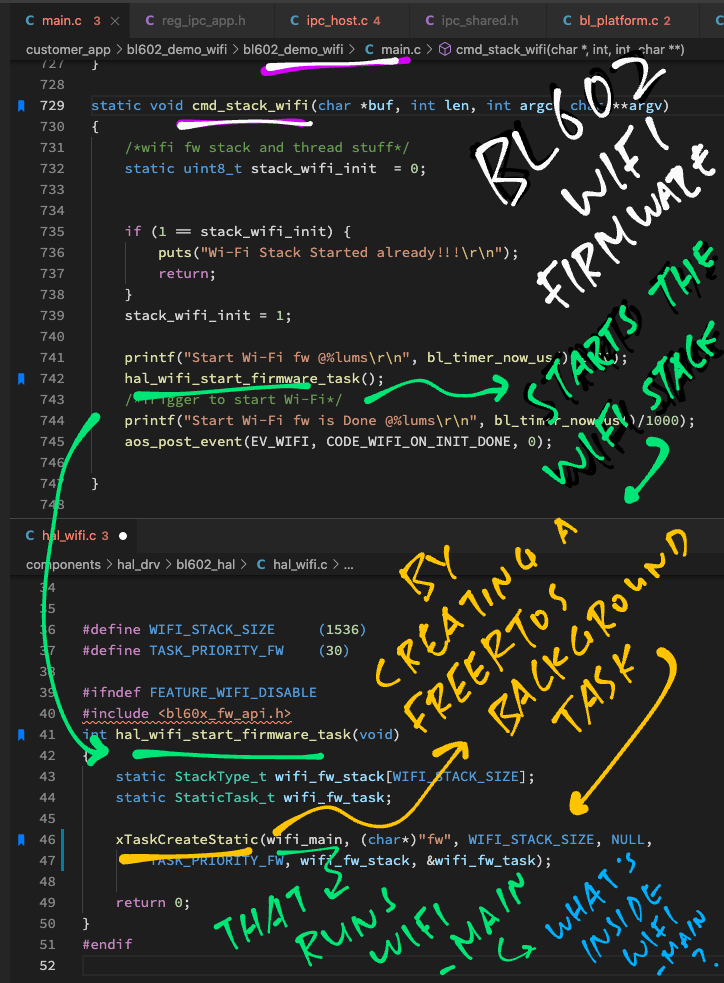 main.c 3 reg_ipc_app.h ipc_host.c 4 ipc_shared.h bl_platform.c 2
customer_app > bl602_demo_wifi > bl602_demo_wifi > main.c > cmd_stack_wifi(char *, int, int, char **)
727 }
728
729 static void cmd_stack_wifi(char *buf, int len, int argc, char **argv)
730 {
731 /*wifi fw stack and thread stuff*/
732 static uint8_t stack_wifi_init = 0;
733
734
735 if (1 == stack_wifi_init) {
736 puts("Wi-Fi Stack Started already!!!\r\n");
737 return;
738 }
739 stack_wifi_init = 1;
740
741 printf("Start Wi-Fi fw @%lums\r\n", bl_timer_now_us()
742 hal_wifi_start_firmware_task();
743 /*Trigger to start Wi-Fi*/
744 printf("Start Wi-Fi fw is Done @%lums\r\n", bl_timer_now_us()/1000);
745 aos_post_event(EV_WIFI, CODE_WIFI_ON_INIT_DONE, 0);
746
747 }
748
BL602
WIFI
FIRMWARE
STARTS THE
WIFI STACK
hal_wifi.c 3
components > hal_drv > bl602_hal > hal_wifi.c > ...
34
35
36 #define WIFI_STACK_SIZE (1536)
37 #define TASK_PRIORITY_FW (30)
38
39 #ifndef FEATURE_WIFI_DISABLE
40 #include <bl60x_fw_api.h>
41 int hal_wifi_start_firmware_task(void)
42 {
43 static StackType_t wifi_fw_stack[WIFI_STACK_SIZE];
44 static StaticTask_t wifi_fw_task;
45
46 xTaskCreateStatic(wifi_main, (char*)"fw", WIFI_STACK_SIZE, NULL,
47 TASK_PRIORITY_FW, wifi_fw_stack, &wifi_fw_task);
48
49 return 0;
50 }
51 #endif
52
BY
CREATING A
FREERTOS
BACKGROUND
TASK
THAT
RUNS
WIFI
_MAIN
WHAT'S
INSIDE
WIFI
_MAIN?